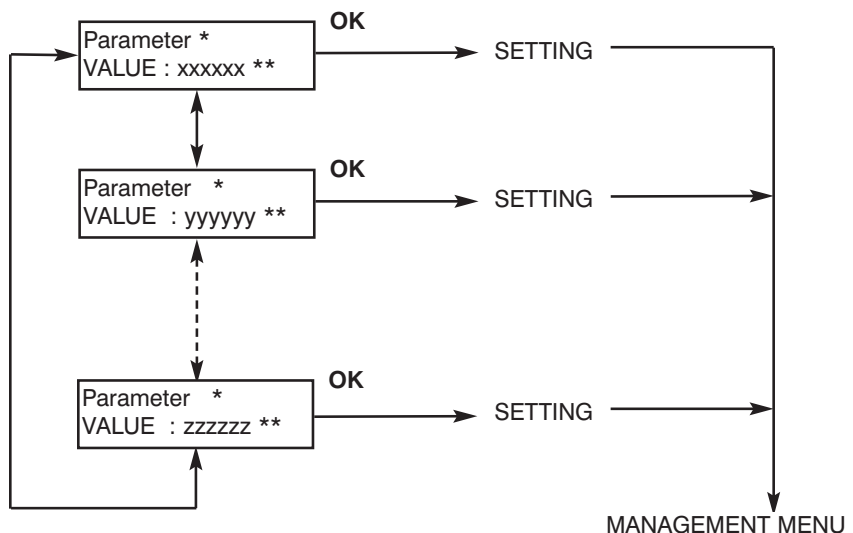 OK
Parameter *
VALUE : xxxxxx **
SETTING
OK
Parameter *
VALUE : yyyyyy **
SETTING
OK
Parameter *
VALUE : zzzzzz **
SETTING
MANAGEMENT MENU